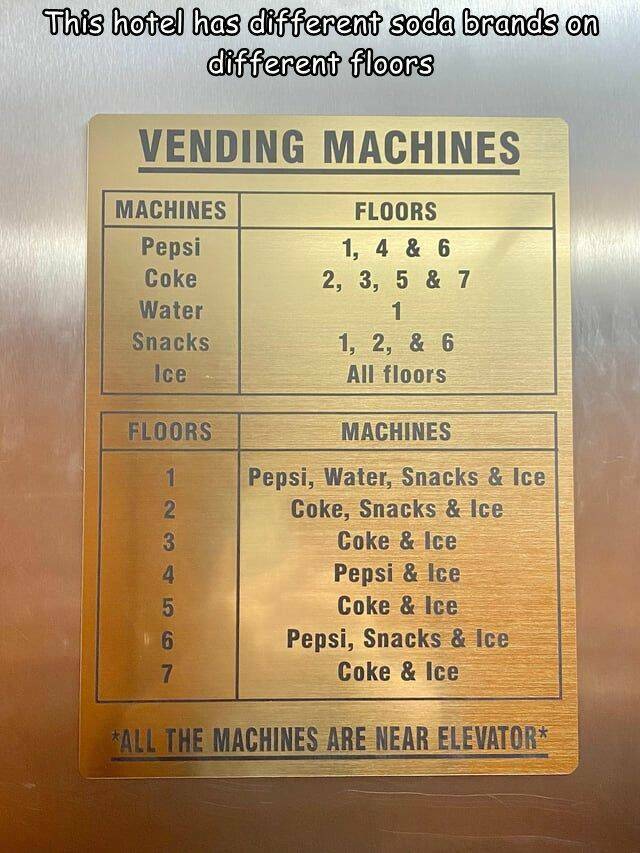 This hotel has different soda brands on
different floors
VENDING MACHINES
MACHINES FLOORS
Pepsi 1, 4 & 6
Coke 2, 3, 5 & 7
Water 1
Snacks 1, 2, & 6
Ice All floors
FLOORS MACHINES
1 Pepsi, Water, Snacks & Ice
2 Coke, Snacks & Ice
3 Coke & Ice
4 Pepsi & Ice
5 Coke & Ice
6 Pepsi, Snacks & Ice
7 Coke & Ice
*ALL THE MACHINES ARE NEAR ELEVATOR*